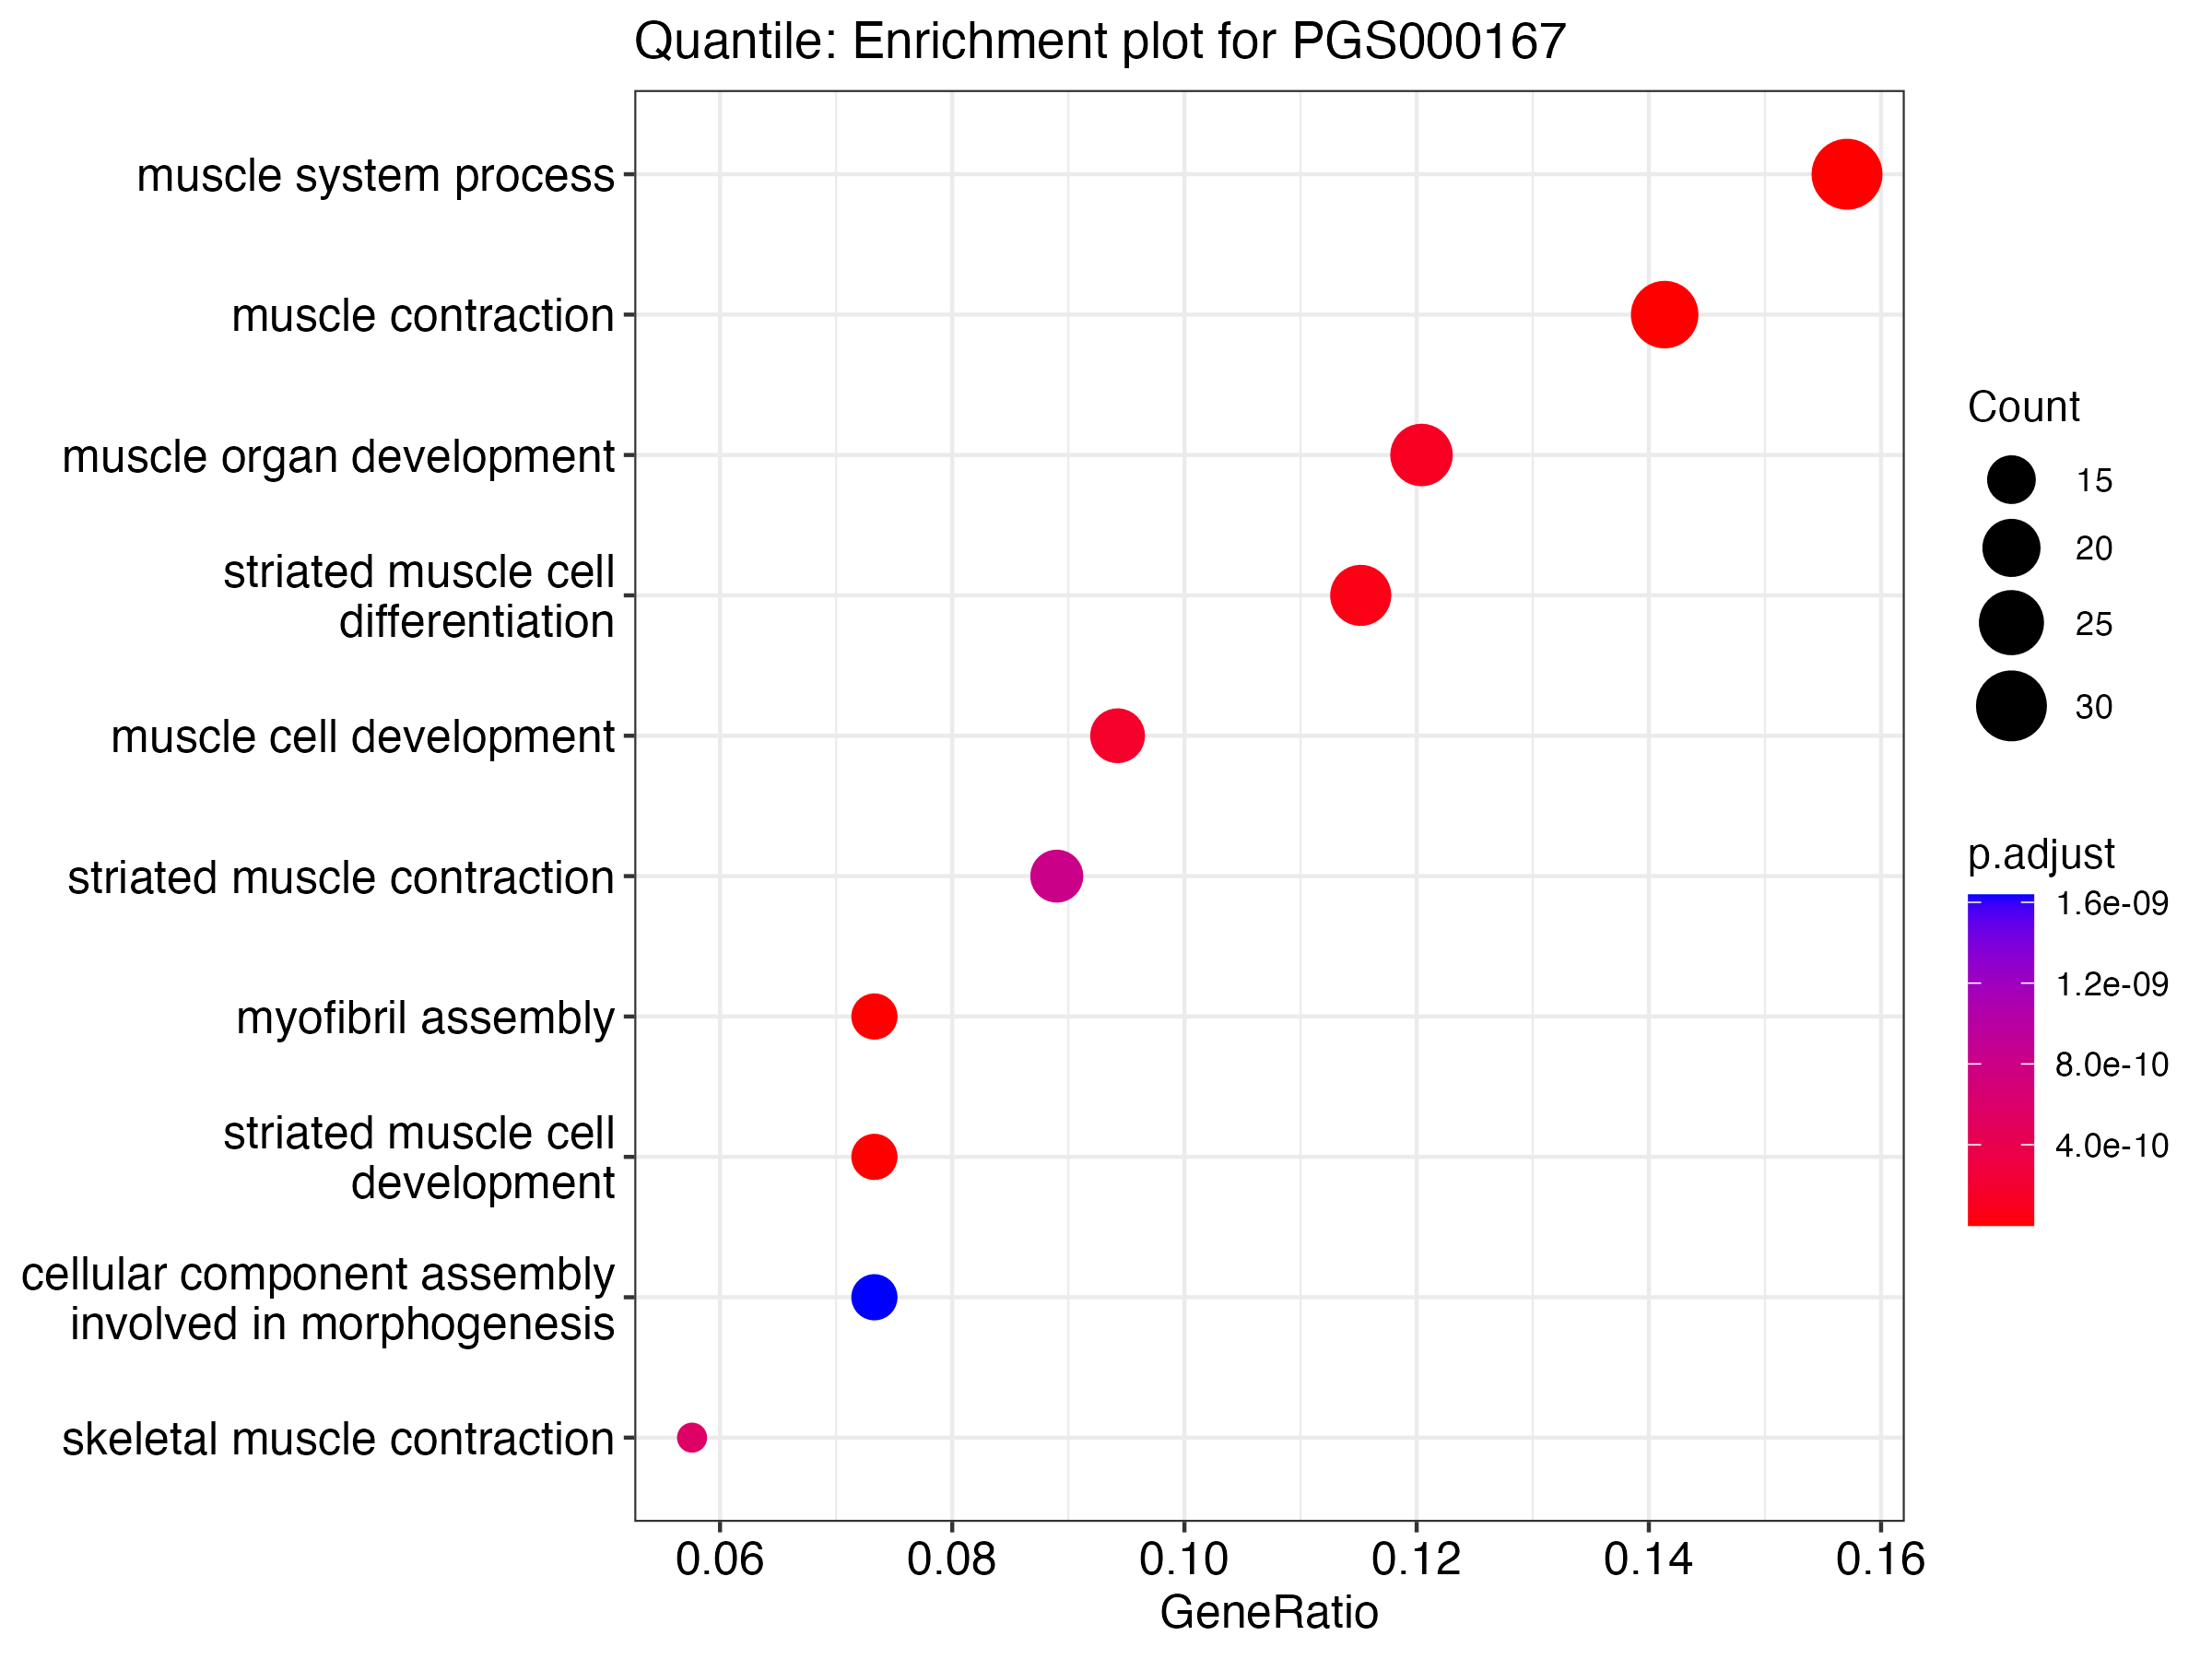 Quantile: Enrichment plot for PGS000167
muscle system process
muscle contraction
muscle organ development
striated muscle cell
differentiation
muscle cell development
striated muscle contraction
myofibril assembly
striated muscle cell
development
cellular component assembly
involved in morphogenesis
skeletal muscle contraction
0.06 0.08 0.10 0.12 0.14 0.16
GeneRatio
Count
15
20
25
30
p.adjust
1.6e-09
1.2e-09
8.0e-10
4.0e-10